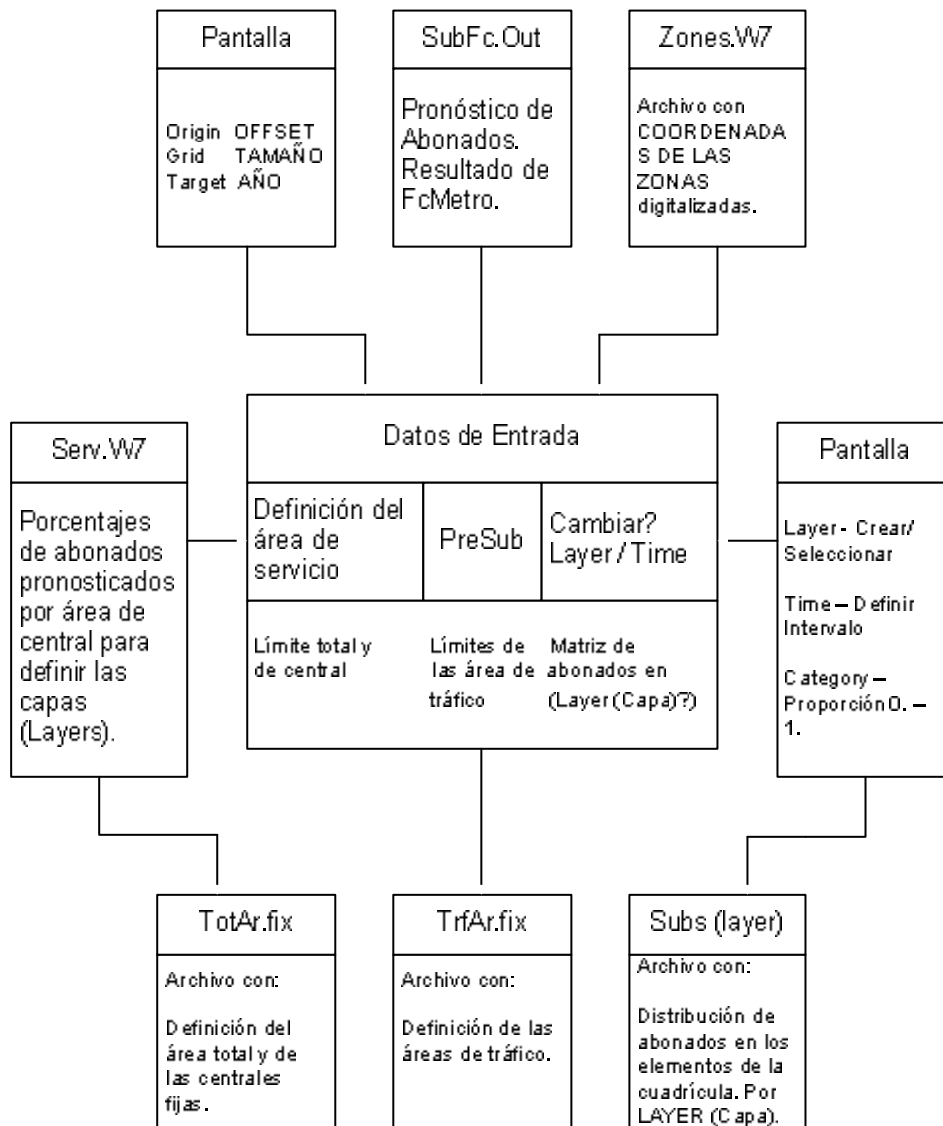 Pantalla
Origin OFFSET
Grid TAMAÑO
Target AÑO
SubFc.Out
Pronóstico de
Abonados.
Resultado de
FcMetro.
Zones.W7
Archivo con
COORDENADA
S DE LAS
ZONAS
digitalizadas.
Serv.W7
Porcentajes
de abonados
pronosticados
por área de
central para
definir las
capas
(Layers).
Datos de Entrada
Definición del
área de
servicio
PreSub
Cambiar?
Layer / Time
Límite total y
de central
Límites de
las área de
tráfico
Matriz de
abonados en
(Layer (Capa)?)
Pantalla
Layer - Crear/
Seleccionar
Time – Definir
Intervalo
Category –
Proporción 0. –
1.
TotAr.fix
Archivo con:
Definición del
área total y de
las centrales
fijas.
TrfAr.fix
Archivo con:
Definición de las
áreas de tráfico.
Subs (layer)
Archivo con:
Distribución de
abonados en los
elementos de la
cuadrícula. Por
LAYER (Capa).